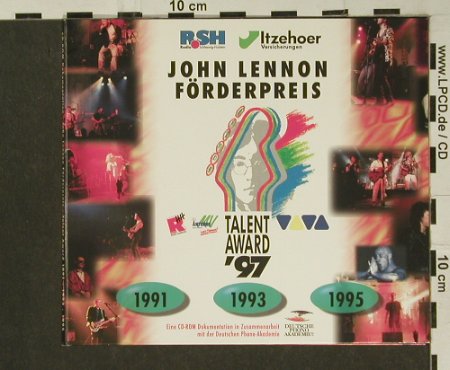 10 cm
RSH
Itzehoer
Versicherungen
JOHN LENNON
FÖRDERPREIS
TALENT
AWARD
'97
VIVA
1991
1993
1995
Eine CD-ROM Dokumentation in Zusammenarbeit
mit der Deutschen Phono-Akademie
DEUTSCHE
PHONO
AKADEMIE
www.LPCD.de / CD
10 cm